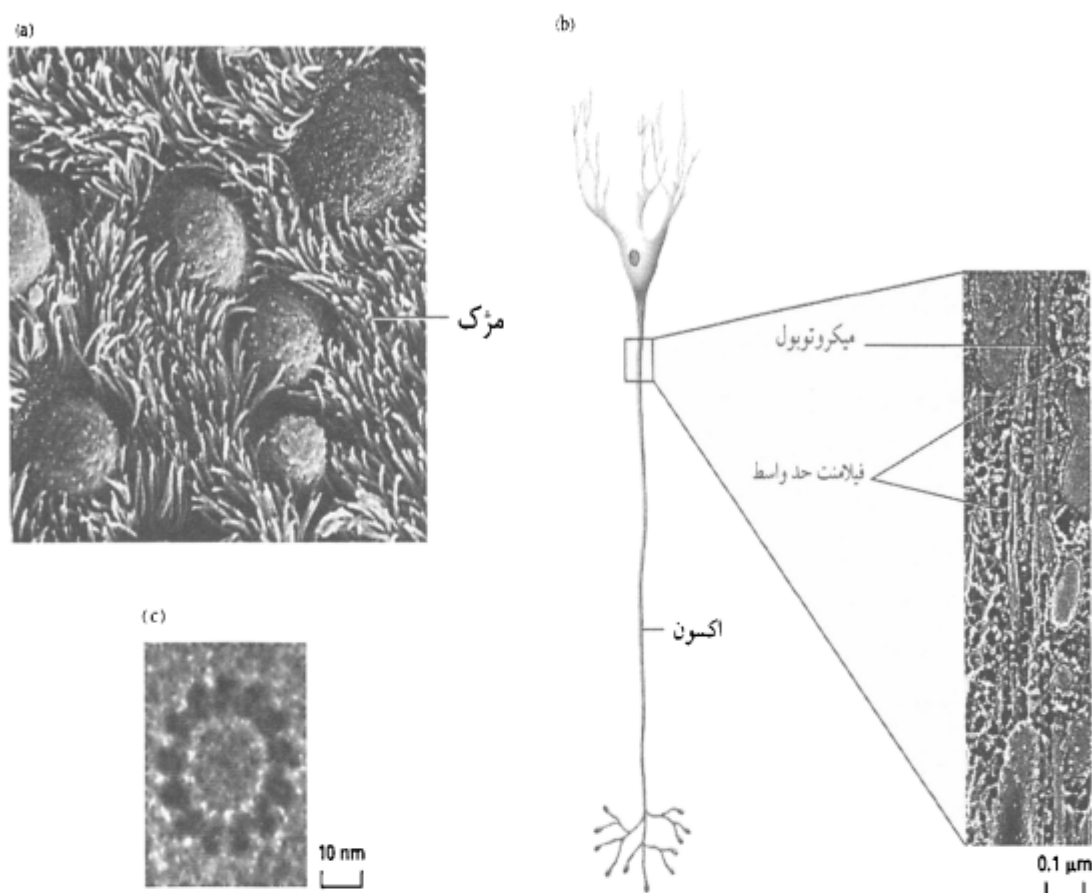 (a)
(b)
مژک
میکروتوبول
فیلامنت حد واسط
اکسون
(c)
10 nm
0.1 µm